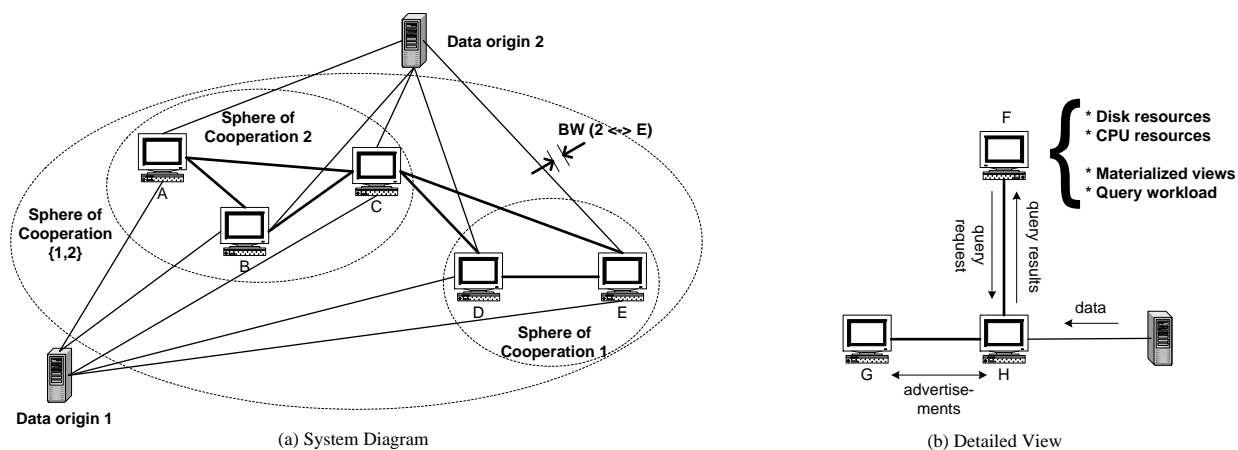 Data origin 2
Sphere of
Cooperation 2
BW (2 <-> E)
A
C
Sphere of
Cooperation
{1,2}
B
D
E
Sphere of
Cooperation 1
Data origin 1
(a) System Diagram
F
* Disk resources
* CPU resources
* Materialized views
* Query workload
query
request
query results
data
G
H
advertise-
ments
(b) Detailed View